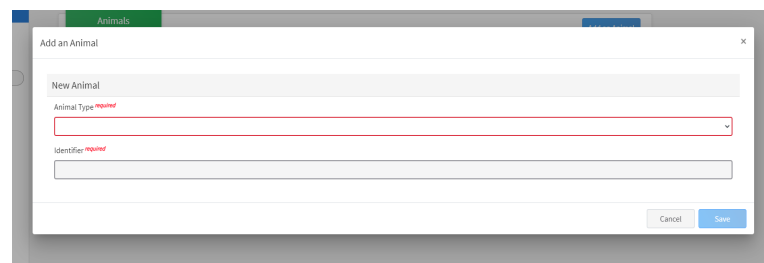 Animals
Add an Animal
×
New Animal
Animal Type required
Identifier required
Cancel
Save